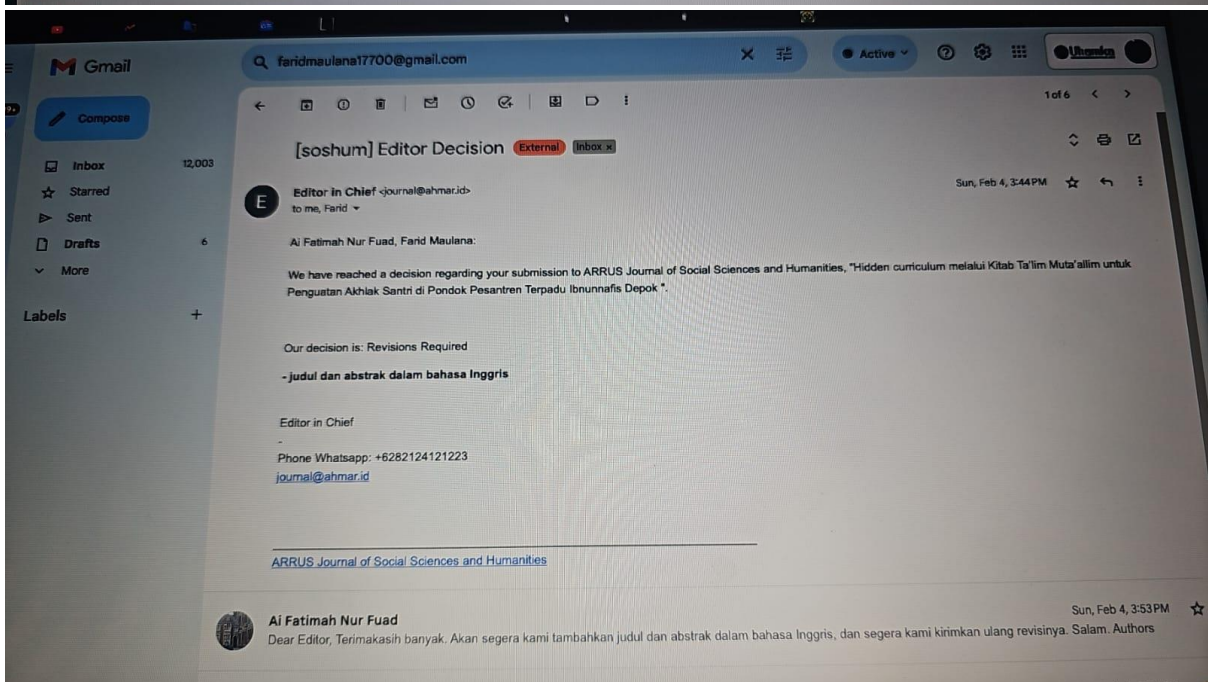 Gmail
faridmaulana17700@gmail.com
Active
Uhamka
Compose
1 of 6
[soshum] Editor Decision External Inbox x
Inbox 12,003
Starred
Sent
Drafts 6
More
Labels +
E
Editor in Chief <journal@ahmar.id>
Sun, Feb 4, 3:44 PM
to me, Farid
Ai Fatimah Nur Fuad, Farid Maulana:
We have reached a decision regarding your submission to ARRUS Journal of Social Sciences and Humanities, "Hidden curriculum melalui Kitab Ta'lim Muta'allim untuk
Penguatan Akhlak Santri di Pondok Pesantren Terpadu Ibnunnafis Depok ".
Our decision is: Revisions Required
- judul dan abstrak dalam bahasa Inggris
Editor in Chief
-
Phone Whatsapp: +6282124121223
journal@ahmar.id
ARRUS Journal of Social Sciences and Humanities
Ai Fatimah Nur Fuad
Sun, Feb 4, 3:53 PM
Dear Editor, Terimakasih banyak. Akan segera kami tambahkan judul dan abstrak dalam bahasa Inggris, dan segera kami kirimkan ulang revisinya. Salam. Authors